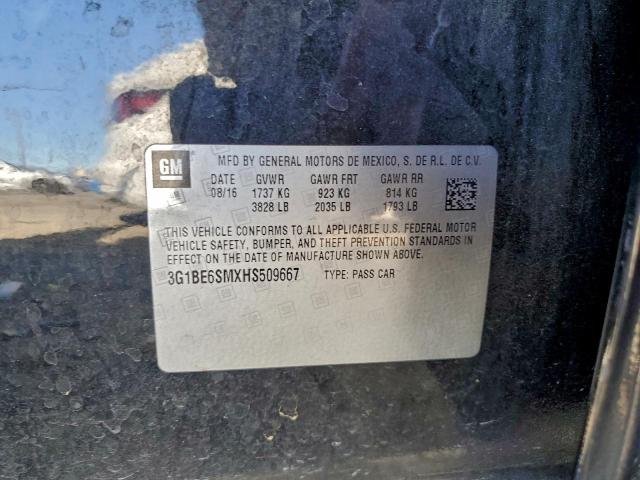 GM
MFD BY GENERAL MOTORS DE MEXICO, S. DE R.L. DE C.V.
DATE GVWR GAWR FRT GAWR RR
08/16 1737 KG 923 KG 814 KG
3828 LB 2035 LB 1793 LB
THIS VEHICLE CONFORMS TO ALL APPLICABLE U.S. FEDERAL MOTOR
VEHICLE SAFETY, BUMPER, AND THEFT PREVENTION STANDARDS IN
EFFECT ON THE DATE OF MANUFACTURE SHOWN ABOVE.
3G1BE6SMXHS509667 TYPE: PASS CAR